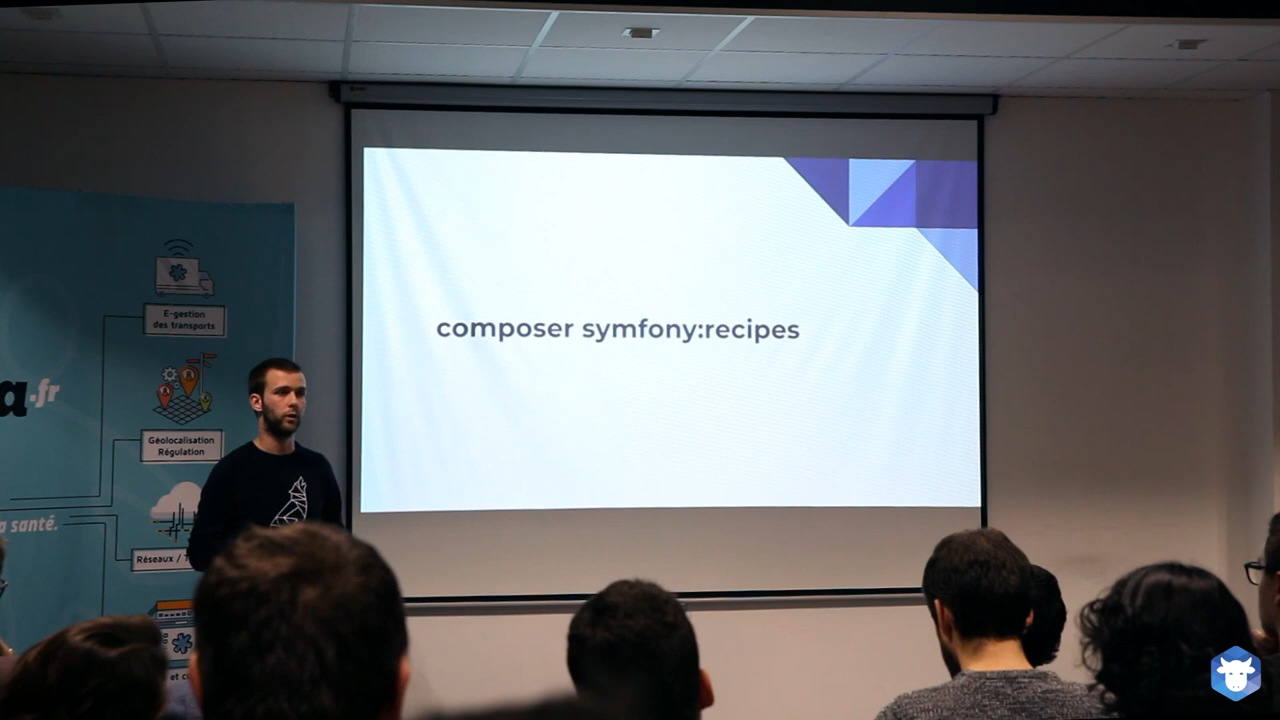 composer symfony:recipes
E-gestion
des transports
a.fr
Géolocalisation
Régulation
a santé.
Réseaux /